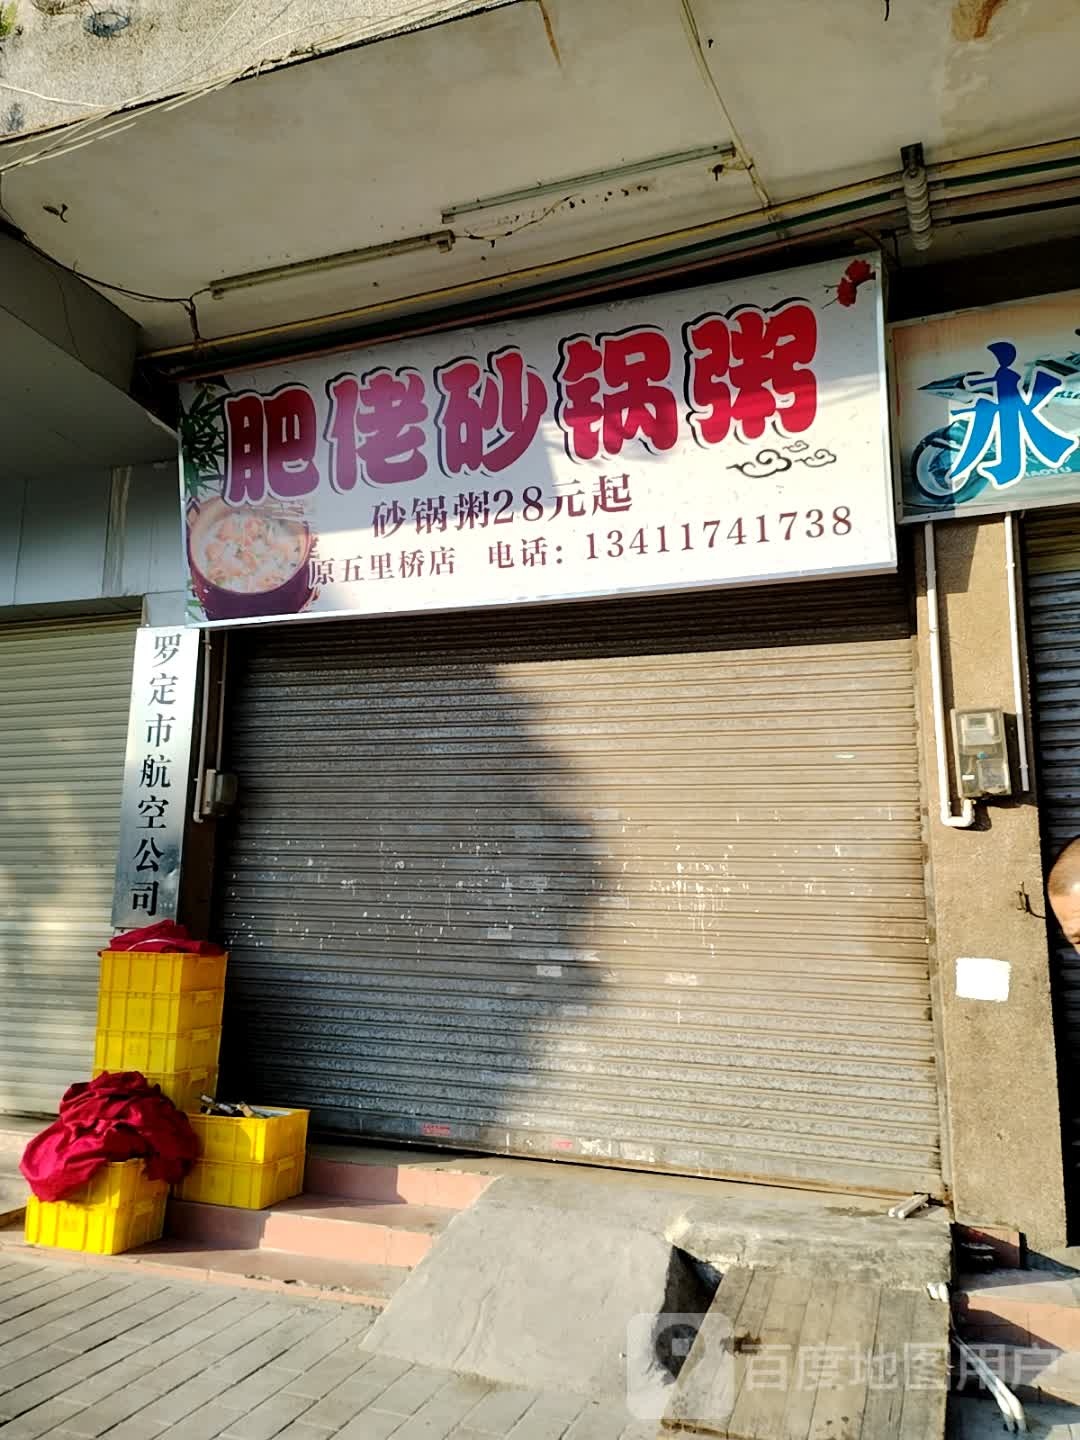 肥佬砂锅粥
砂锅粥28元起
原五里桥店 电话：13411741738
永
罗定市航空公司
百度地图用户